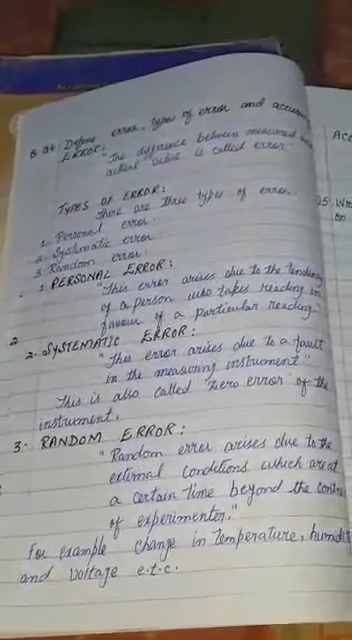 Q.04 Define error, types of error and accuracy
ERROR:
"The difference between measured and
actual value is called error."
TYPES OF ERROR:
There are three types of error.
1. Personal error.
2. Systematic error.
3. Random error.
1 PERSONAL ERROR:
"This error arises due to the tendency
of a person who takes reading in
favour of a particular reading."
2. SYSTEMATIC ERROR:
"This error arises due to a fault
in the measuring instrument."
This is also called "Zero error" of the
instrument.
3. RANDOM ERROR:
"Random error arises due to the
external conditions which are at
a certain time beyond the control
of experimenter."
For example change in temperature, humidity
and voltage e.t.c.